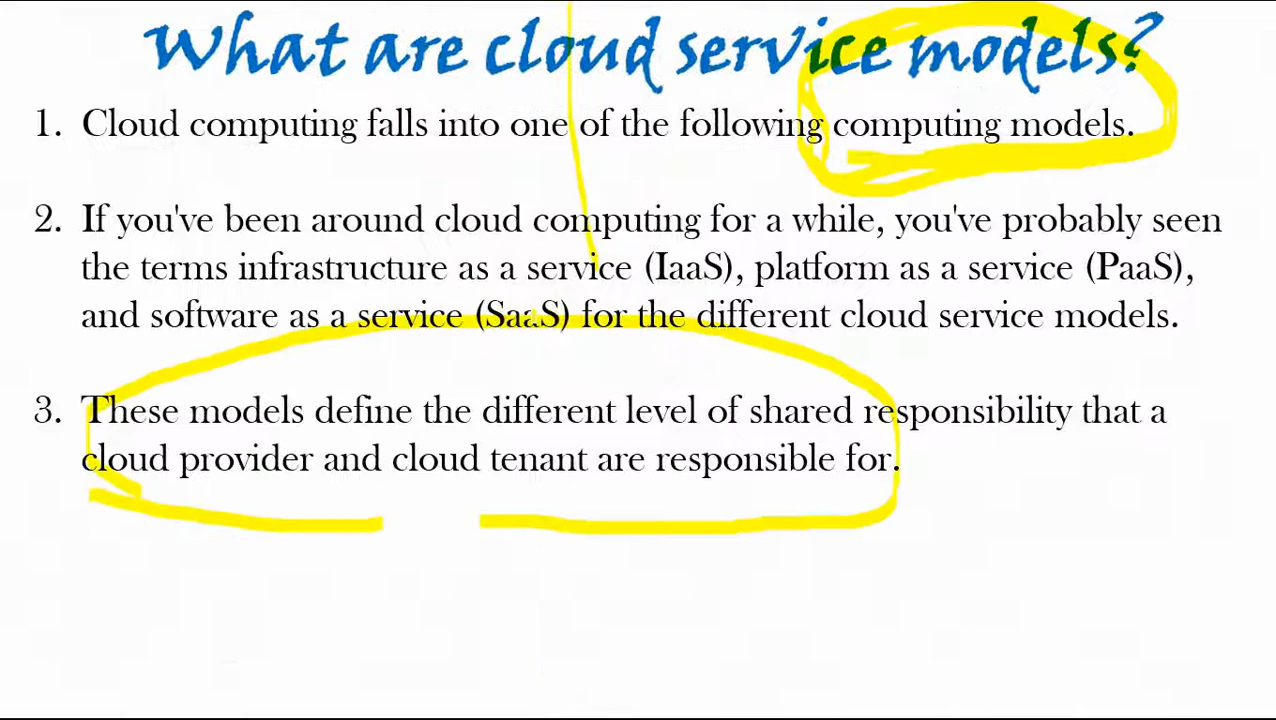 What are cloud service models?
1. Cloud computing falls into one of the following computing models.
2. If you've been around cloud computing for a while, you've probably seen
the terms infrastructure as a service (IaaS), platform as a service (PaaS),
and software as a service (SaaS) for the different cloud service models.
3. These models define the different level of shared responsibility that a
cloud provider and cloud tenant are responsible for.